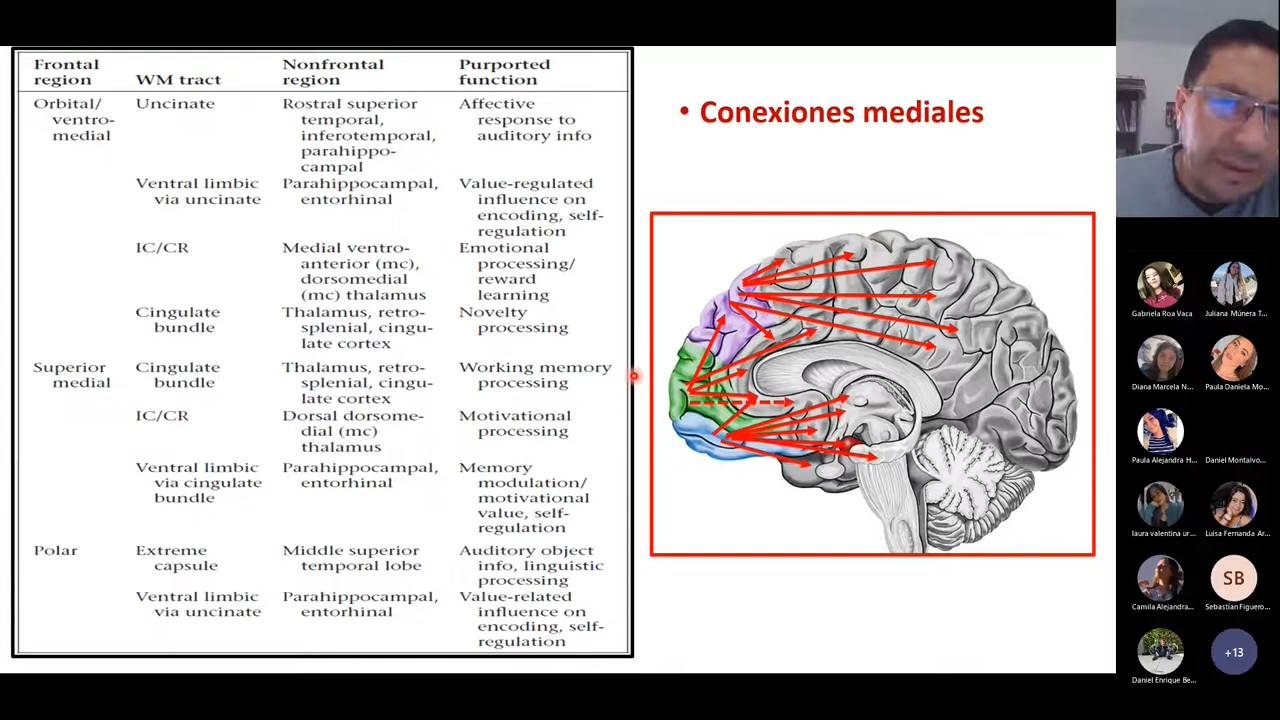 Frontal region WM tract Nonfrontal region Purported function
Orbital/ Uncinate Rostral superior Affective
ventro- temporal, response to
medial inferotemporal, auditory info
parahippo-
campal
Ventral limbic Parahippocampal, Value-regulated
via uncinate entorhinal influence on
encoding, self-
regulation
IC/CR Medial ventro- Emotional
anterior (mc), processing/
dorsomedial reward
(mc) thalamus learning
Cingulate Thalamus, retro- Novelty
bundle splenial, cingu- processing
late cortex
Superior Cingulate Thalamus, retro- Working memory
medial bundle splenial, cingu- processing
late cortex
IC/CR Dorsal dorsome- Motivational
dial (mc) processing
thalamus
Ventral limbic Parahippocampal, Memory
via cingulate entorhinal modulation/
bundle motivational
value, self-
regulation
Polar Extreme Middle superior Auditory object
capsule temporal lobe info, linguistic
processing
Ventral limbic Parahippocampal, Value-related
via uncinate entorhinal influence on
encoding, self-
regulation
• Conexiones mediales
Gabriela Roa Vaca
Juliana Múnera T...
Diana Marcela N...
Paula Daniela Mo...
Paula Alejandra H...
Daniel Montalvo...
laura valentina ur...
Luisa Fernanda Ar...
Camila Alejandra...
SB
Sebastían Figuero...
Daniel Enrique Be...
+13